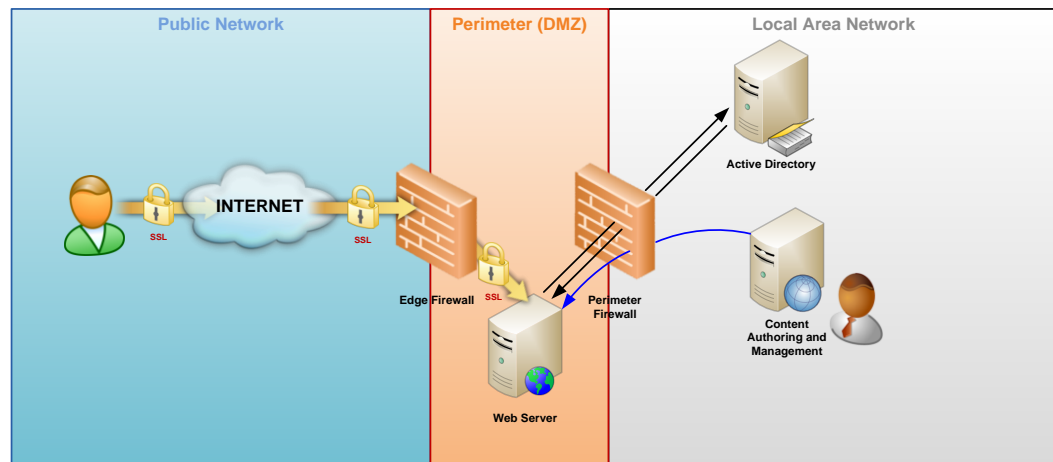 Public Network
Perimeter (DMZ)
Local Area Network
Active Directory
INTERNET
SSL
SSL
Edge Firewall
SSL
Perimeter
Firewall
Content
Authoring and
Management
Web Server